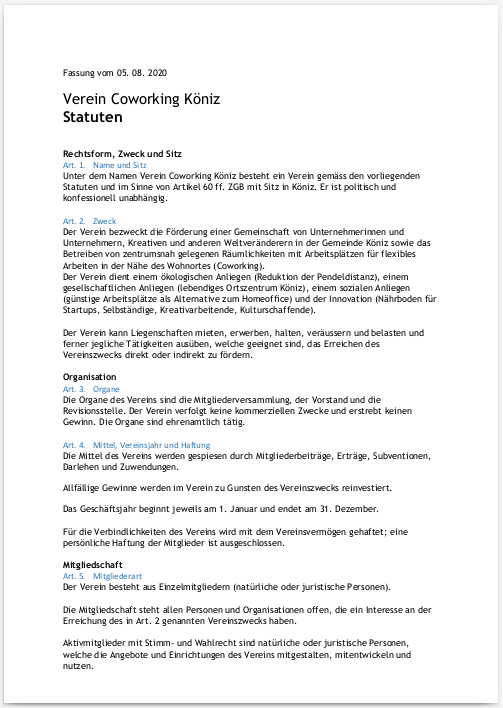 Fassung vom 05. 08. 2020
Verein Coworking Köniz
Statuten
Rechtsform, Zweck und Sitz
Art. 1. Name und Sitz
Unter dem Namen Verein Coworking Köniz besteht ein Verein gemäss den vorliegenden
Statuten und im Sinne von Artikel 60 ff. ZGB mit Sitz in Köniz. Er ist politisch und
konfessionell unabhängig.
Art. 2. Zweck
Der Verein bezweckt die Förderung einer Gemeinschaft von Unternehmerinnen und
Unternehmern, Kreativen und anderen Weltveränderern in der Gemeinde Köniz sowie das
Betreiben von zentrumsnah gelegenen Räumlichkeiten mit Arbeitsplätzen für flexibles
Arbeiten in der Nähe des Wohnortes (Coworking).
Der Verein dient einem ökologischen Anliegen (Reduktion der Pendeldistanz), einem
gesellschaftlichen Anliegen (lebendiges Ortszentrum Köniz), einem sozialen Anliegen
(günstige Arbeitsplätze als Alternative zum Homeoffice) und der Innovation (Nährboden für
Startups, Selbständige, Kreativarbeitende, Kulturschaffende).
Der Verein kann Liegenschaften mieten, erwerben, halten, veräussern und belasten und
ferner jegliche Tätigkeiten ausüben, welche geeignet sind, das Erreichen des
Vereinszwecks direkt oder indirekt zu fördern.
Organisation
Art. 3. Organe
Die Organe des Vereins sind die Mitgliederversammlung, der Vorstand und die
Revisionsstelle. Der Verein verfolgt keine kommerziellen Zwecke und erstrebt keinen
Gewinn. Die Organe sind ehrenamtlich tätig.
Art. 4. Mittel, Vereinsjahr und Haftung
Die Mittel des Vereins werden gespiesen durch Mitgliederbeiträge, Erträge, Subventionen,
Darlehen und Zuwendungen.
Allfällige Gewinne werden im Verein zu Gunsten des Vereinszwecks reinvestiert.
Das Geschäftsjahr beginnt jeweils am 1. Januar und endet am 31. Dezember.
Für die Verbindlichkeiten des Vereins wird mit dem Vereinsvermögen gehaftet; eine
persönliche Haftung der Mitglieder ist ausgeschlossen.
Mitgliedschaft
Art. 5. Mitgliederart
Der Verein besteht aus Einzelmitgliedern (natürliche oder juristische Personen).
Die Mitgliedschaft steht allen Personen und Organisationen offen, die ein Interesse an der
Erreichung des in Art. 2 genannten Vereinszwecks haben.
Aktivmitglieder mit Stimm- und Wahlrecht sind natürliche oder juristische Personen,
welche die Angebote und Einrichtungen des Vereins mitgestalten, mitentwickeln und
nutzen.